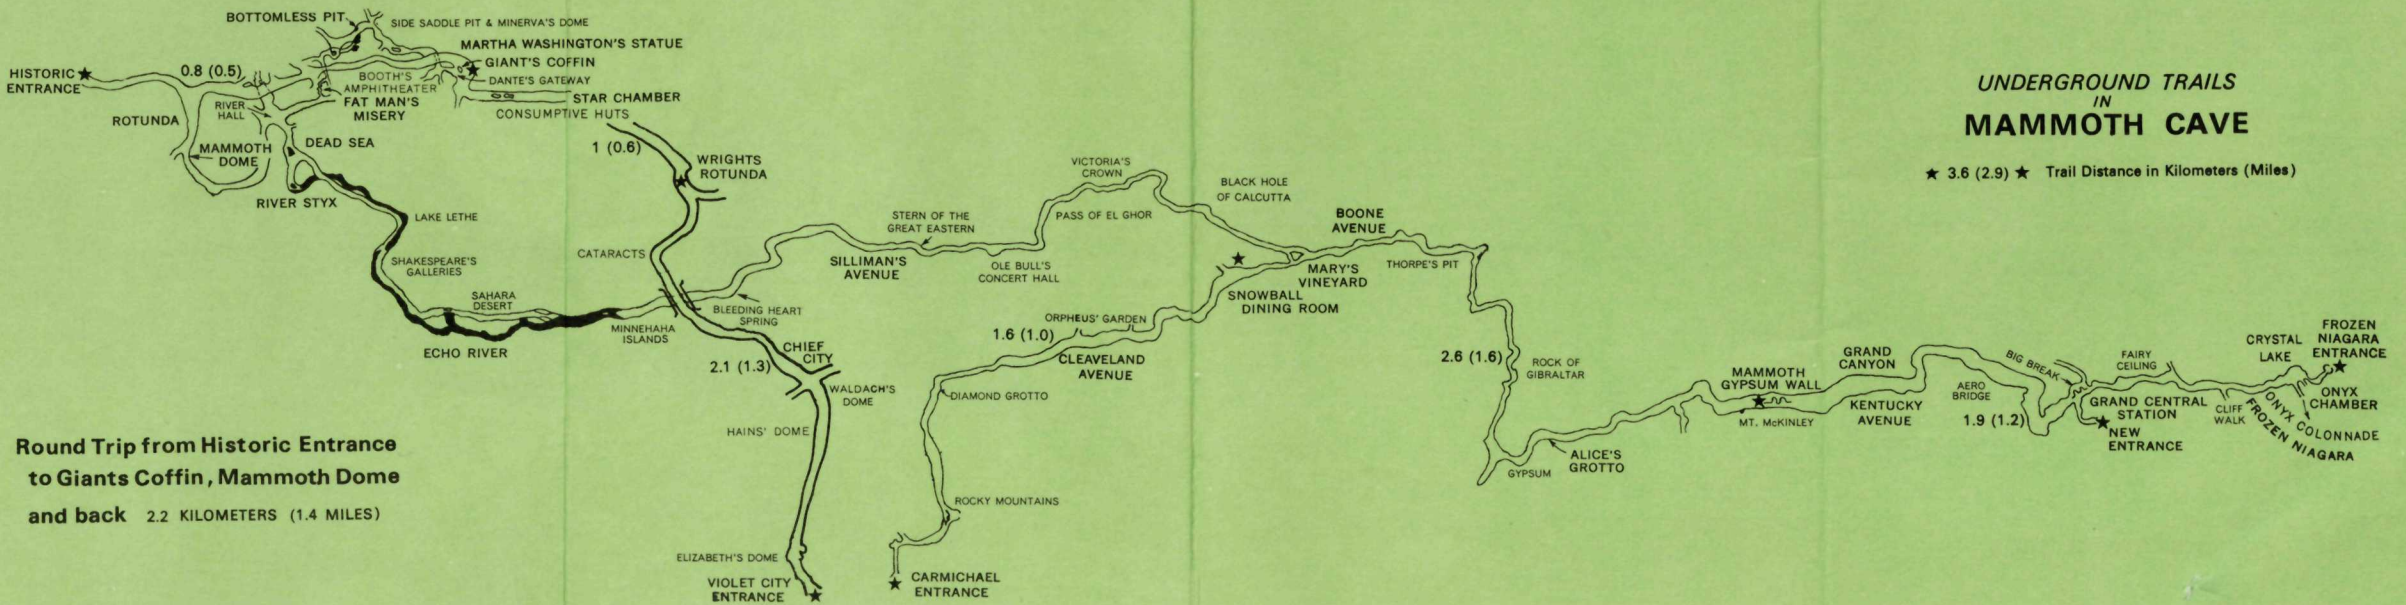 BOTTOMLESS PIT
SIDE SADDLE PIT & MINERVA'S DOME
MARTHA WASHINGTON'S STATUE
GIANT'S COFFIN
DANTE'S GATEWAY
HISTORIC
ENTRANCE
0.8 (0.5)
BOOTH'S
AMPHITHEATER
FAT MAN'S
MISERY
STAR CHAMBER
CONSUMPTIVE HUTS
RIVER
HALL
ROTUNDA
MAMMOTH
DOME
DEAD SEA
1 (0.6)
WRIGHTS
ROTUNDA
RIVER STYX
LAKE LETHE
SHAKESPEARE'S
GALLERIES
CATARACTS
SAHARA
DESERT
ECHO RIVER
MINNEHAHA
ISLANDS
BLEEDING HEART
SPRING
2.1 (1.3)
CHIEF
CITY
WALDACH'S
DOME
HAINS' DOME
ELIZABETH'S DOME
VIOLET CITY
ENTRANCE
STERN OF THE
GREAT EASTERN
SILLIMAN'S
AVENUE
OLE BULL'S
CONCERT HALL
VICTORIA'S
CROWN
PASS OF EL GHOR
BLACK HOLE
OF CALCUTTA
BOONE
AVENUE
MARY'S
VINEYARD
THORPE'S PIT
SNOWBALL
DINING ROOM
ORPHEUS' GARDEN
1.6 (1.0)
CLEAVELAND
AVENUE
DIAMOND GROTTO
ROCKY MOUNTAINS
CARMICHAEL
ENTRANCE
2.6 (1.6)
ROCK OF
GIBRALTAR
GYPSUM
ALICE'S
GROTTO
MAMMOTH
GYPSUM WALL
MT. McKINLEY
GRAND
CANYON
KENTUCKY
AVENUE
AERO
BRIDGE
BIG BREAK
1.9 (1.2)
FAIRY
CEILING
GRAND CENTRAL
STATION
NEW
ENTRANCE
CLIFF
WALK
CRYSTAL
LAKE
FROZEN
NIAGARA
ENTRANCE
ONYX
CHAMBER
ONYX COLONNADE
FROZEN NIAGARA
UNDERGROUND TRAILS
IN
MAMMOTH CAVE
★ 3.6 (2.9) ★ Trail Distance in Kilometers (Miles)
Round Trip from Historic Entrance
to Giants Coffin, Mammoth Dome
and back 2.2 KILOMETERS (1.4 MILES)